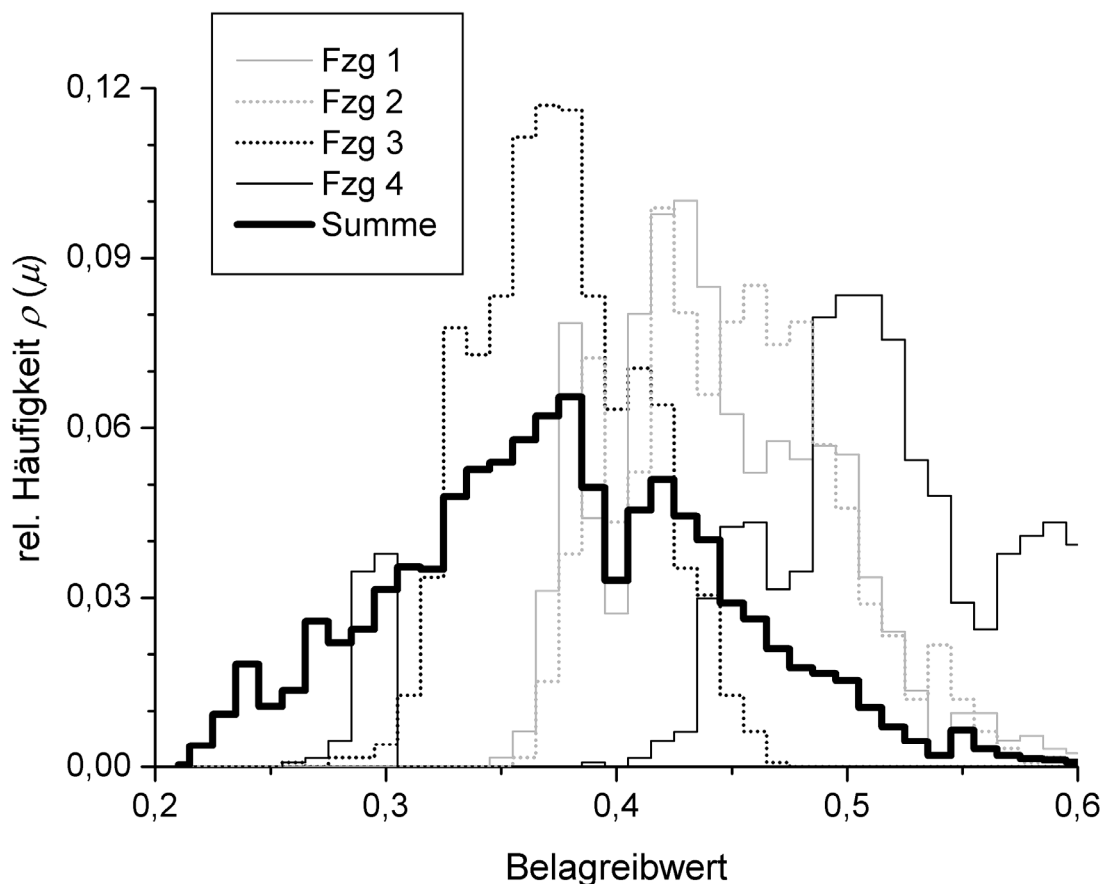 Fzg 1
Fzg 2
Fzg 3
Fzg 4
Summe
rel. Häufigkeit ρ (μ)
0,12
0,09
0,06
0,03
0,00
0,2 0,3 0,4 0,5 0,6
Belagreibwert